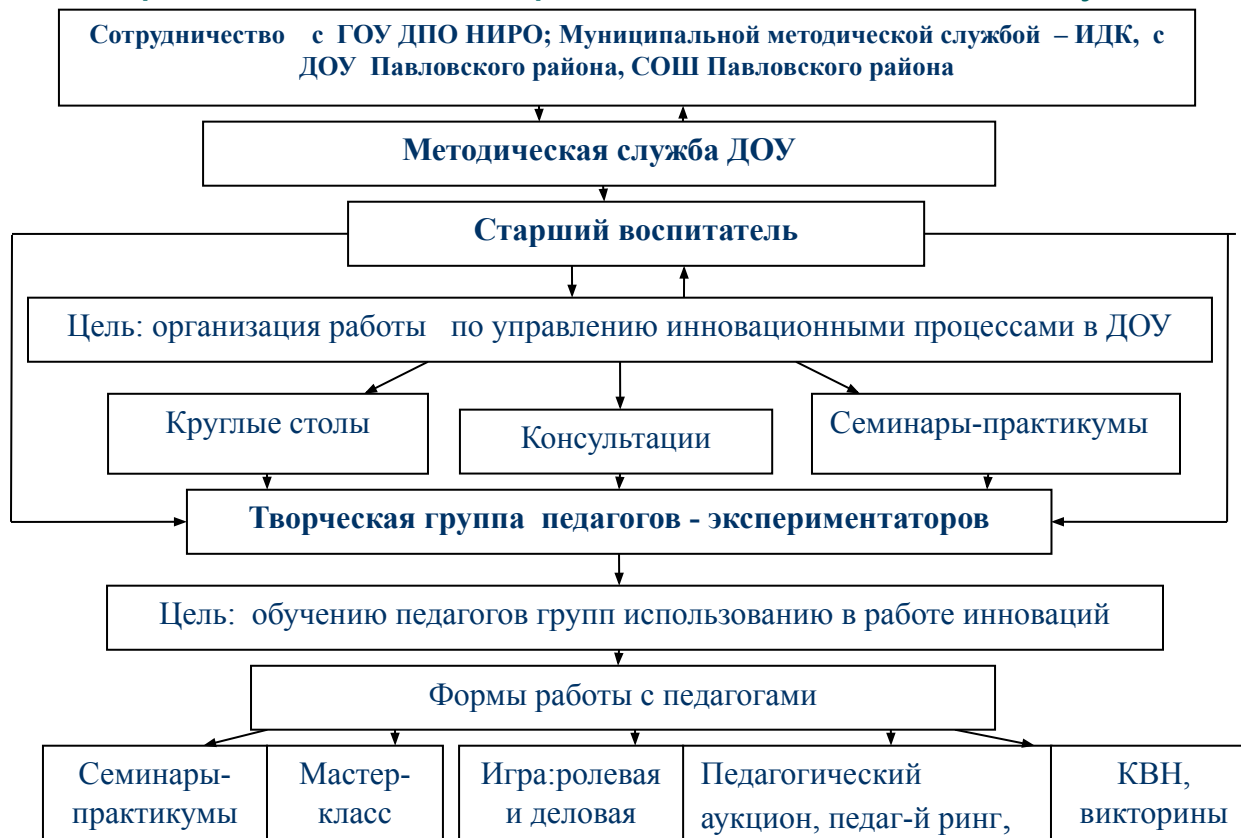 Сотрудничество с ГОУ ДПО НИРО; Муниципальной методической службой – ИДК, с
ДОУ Павловского района, СОШ Павловского района
Методическая служба ДОУ
Старший воспитатель
Цель: организация работы по управлению инновационными процессами в ДОУ
Круглые столы
Консультации
Семинары-практикумы
Творческая группа педагогов - экспериментаторов
Цель: обучению педагогов групп использованию в работе инноваций
Формы работы с педагогами
Семинары-
практикумы
Мастер-
класс
Игра:ролевая
и деловая
Педагогический
аукцион, педаг-й ринг,
КВН,
викторины